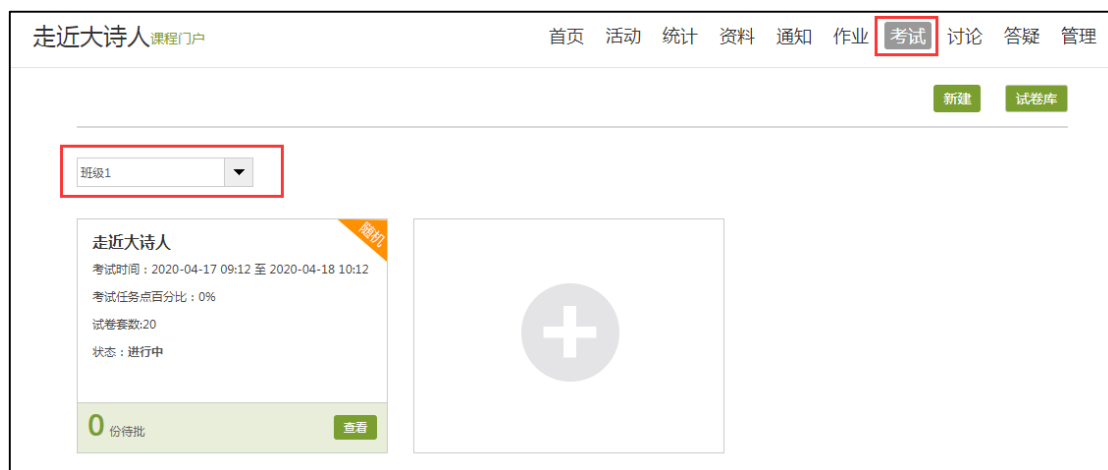 走近大诗人课程门户
首页 活动 统计 资料 通知 作业 考试 讨论 答疑 管理
新建 试卷库
班级1
随机
走近大诗人
考试时间：2020-04-17 09:12 至 2020-04-18 10:12
考试任务点百分比：0%
试卷套数:20
状态：进行中
0 份待批 查看